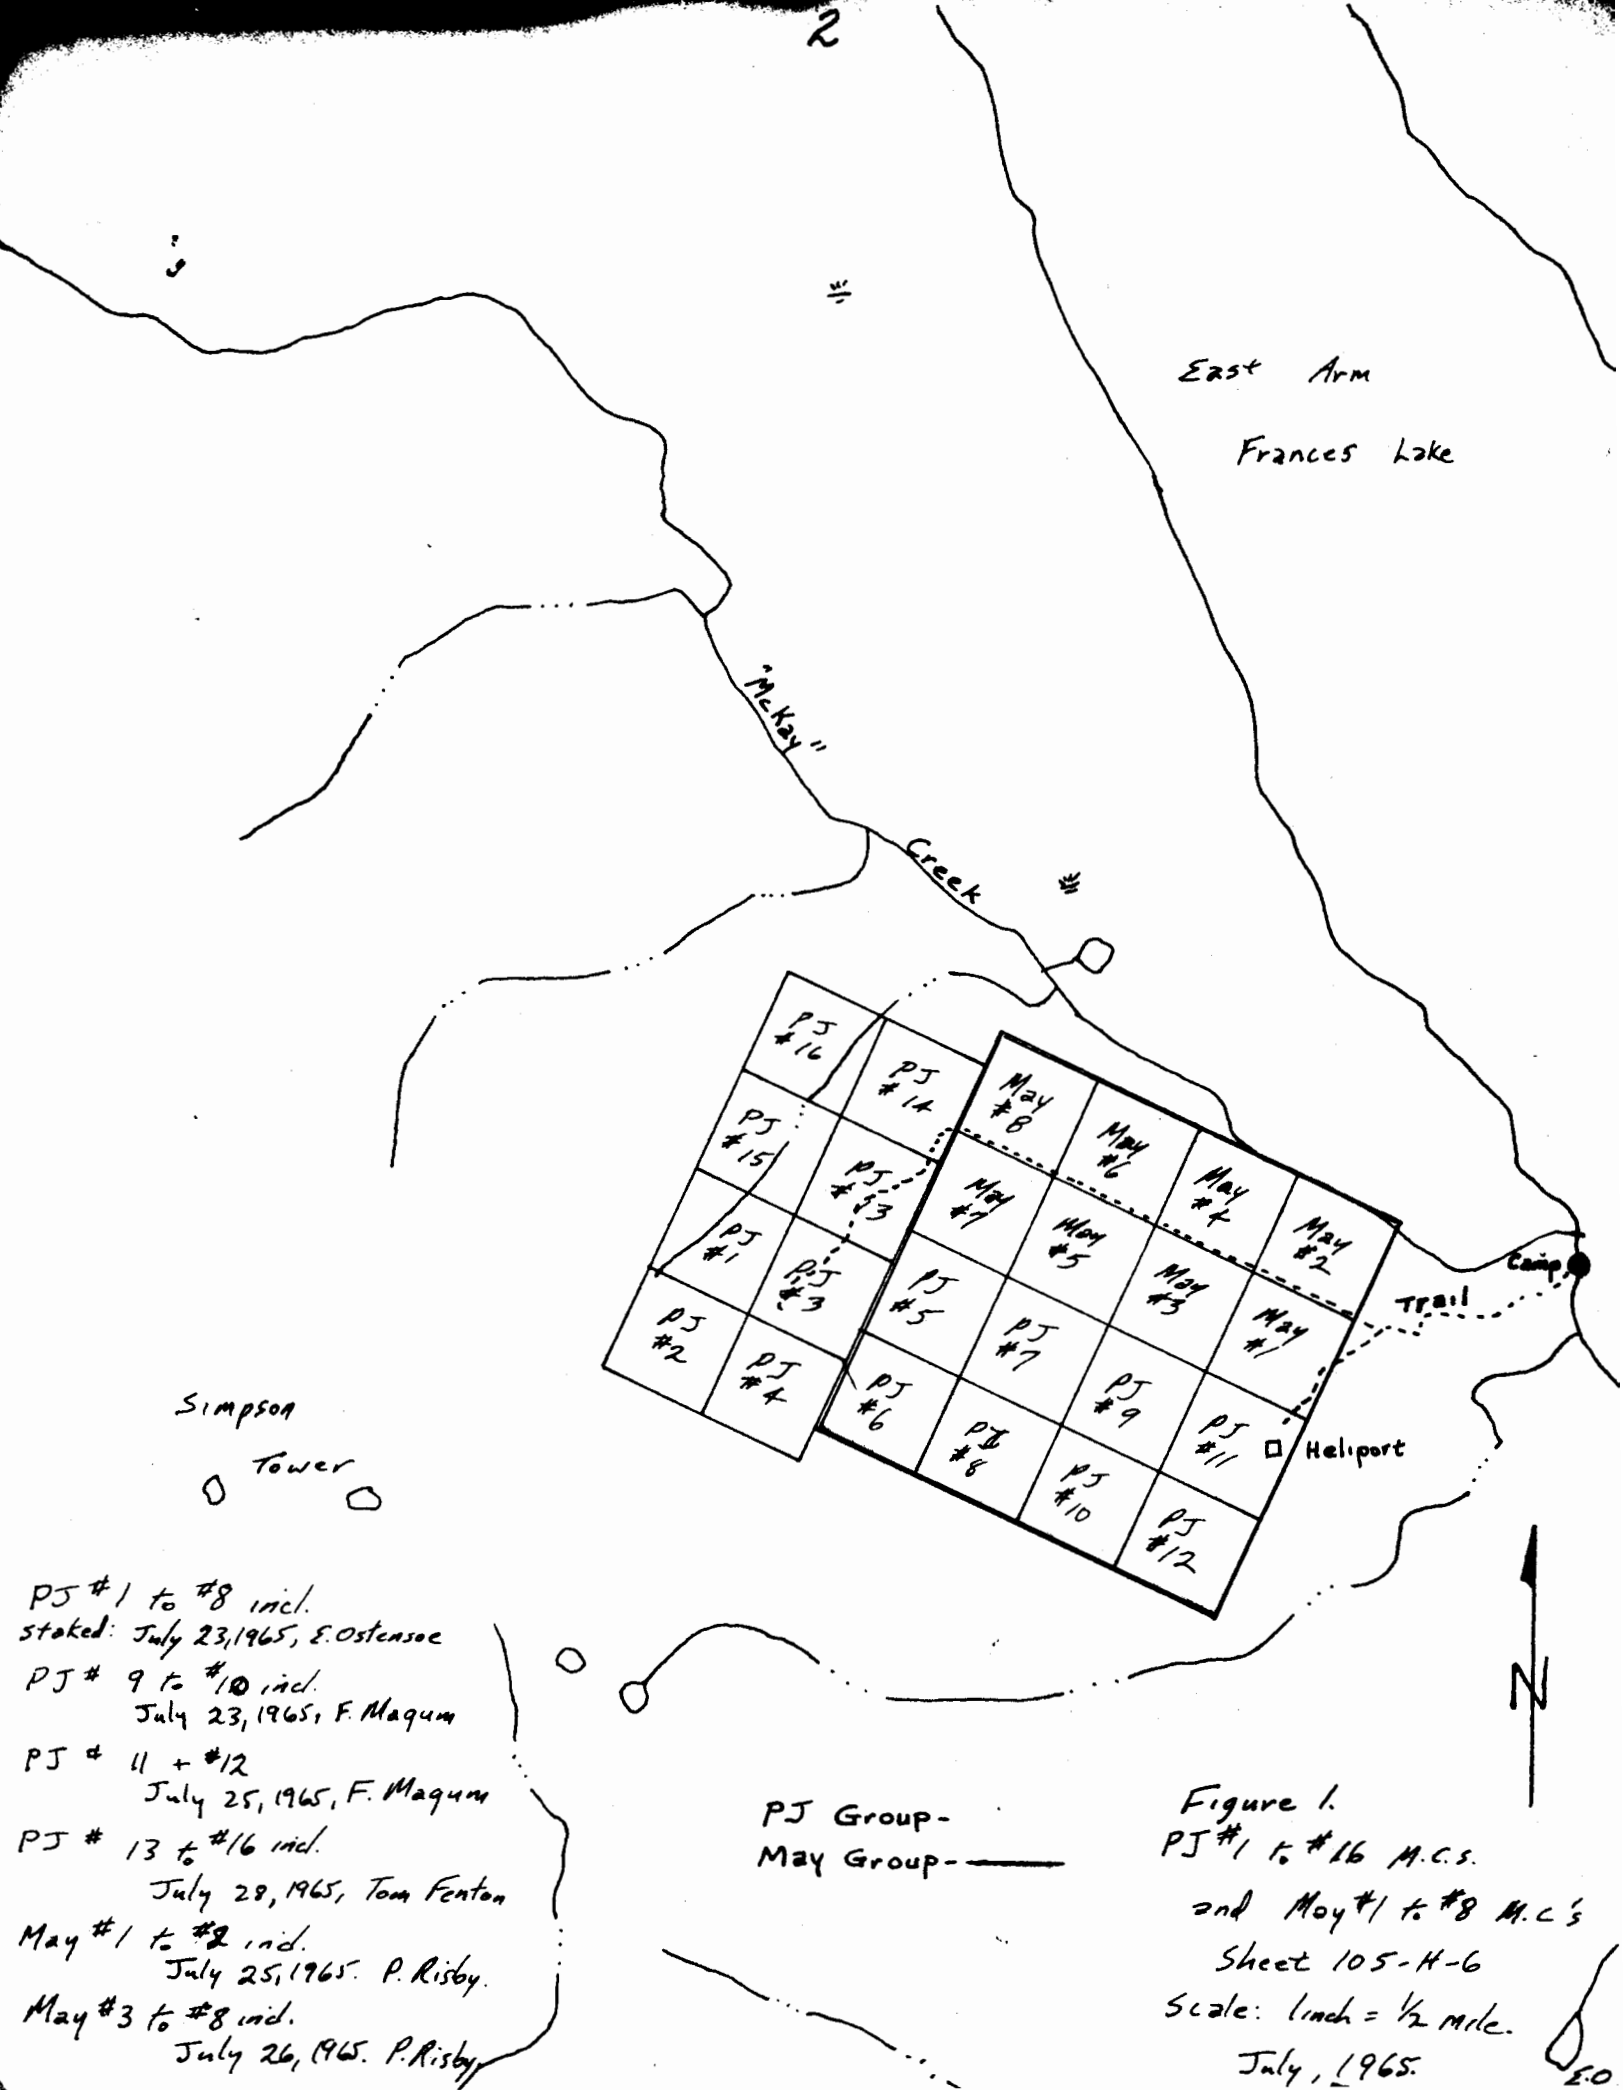 2
East Arm
Frances Lake
"McKay"
Creek
PJ
#16
PJ
#14
May
#8
May
#6
May
#4
May
#2
PJ
#15
PJ
#13
May
#7
May
#5
May
#3
May
#1
PJ
#1
PJ
#3
PJ
#5
PJ
#7
PJ
#9
PJ
#11
PJ
#2
PJ
#4
PJ
#6
PJ
#8
PJ
#10
PJ
#12
Camp
Trail
Heliport
Simpson
Tower
N
PJ #1 to #8 incl.
staked: July 23, 1965, E. Ostensoe
PJ # 9 to #10 incl.
July 23, 1965, F. Magum
PJ # 11 + #12
July 25, 1965, F. Magum
PJ # 13 to #16 incl.
July 28, 1965, Tom Fenton
May #1 to #2 incl.
July 25, 1965. P. Risby.
May #3 to #8 incl.
July 26, 1965. P. Risby
PJ Group-
May Group-
Figure 1.
PJ #1 to #16 M.C.s.
and May #1 to #8 M.C's
Sheet 105-H-6
Scale: 1inch = 1/2 mile.
July, 1965.
E.O